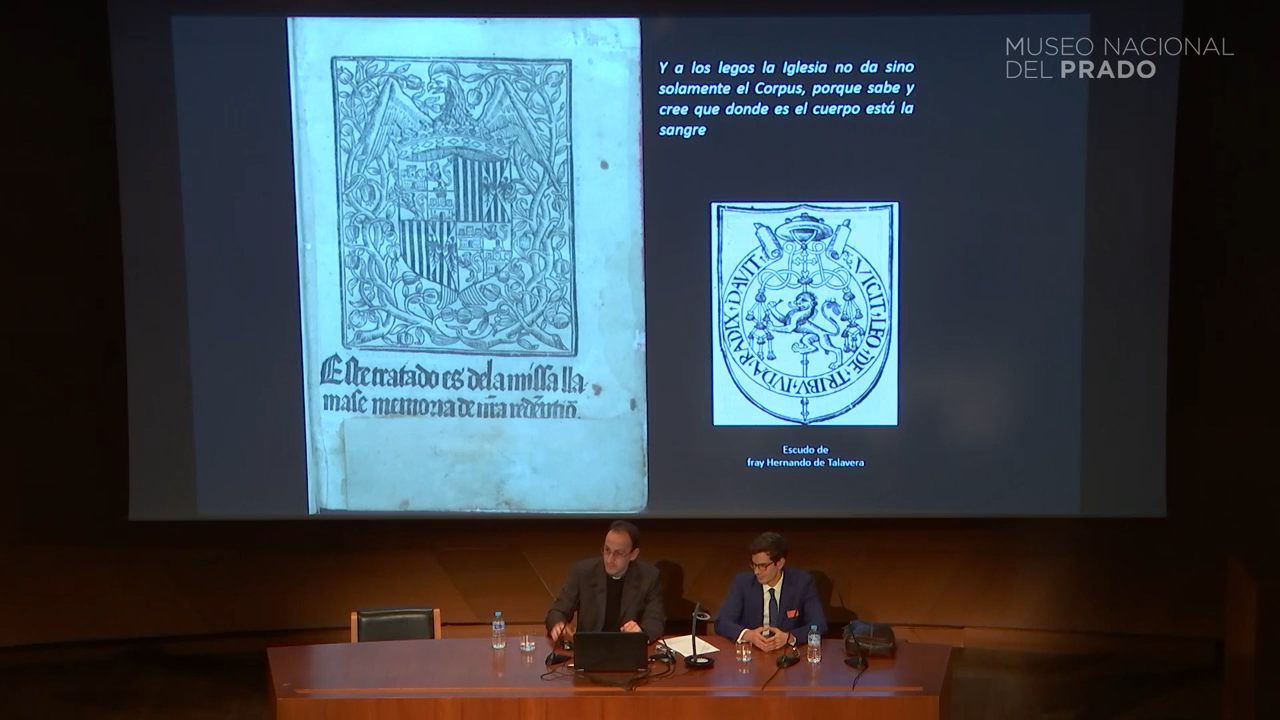 MUSEO NACIONAL
DEL PRADO
Y a los legos la Iglesia no da sino
solamente el Corpus, porque sabe y
cree que donde es el cuerpo está la
sangre
Este tratado es dela missa lla
mase memoria de nr̃a redẽntiõ.
RADIX·DAVIT·
VICIT·LEO·DE·TRIBV·IVDA·
Escudo de
fray Hernando de Talavera